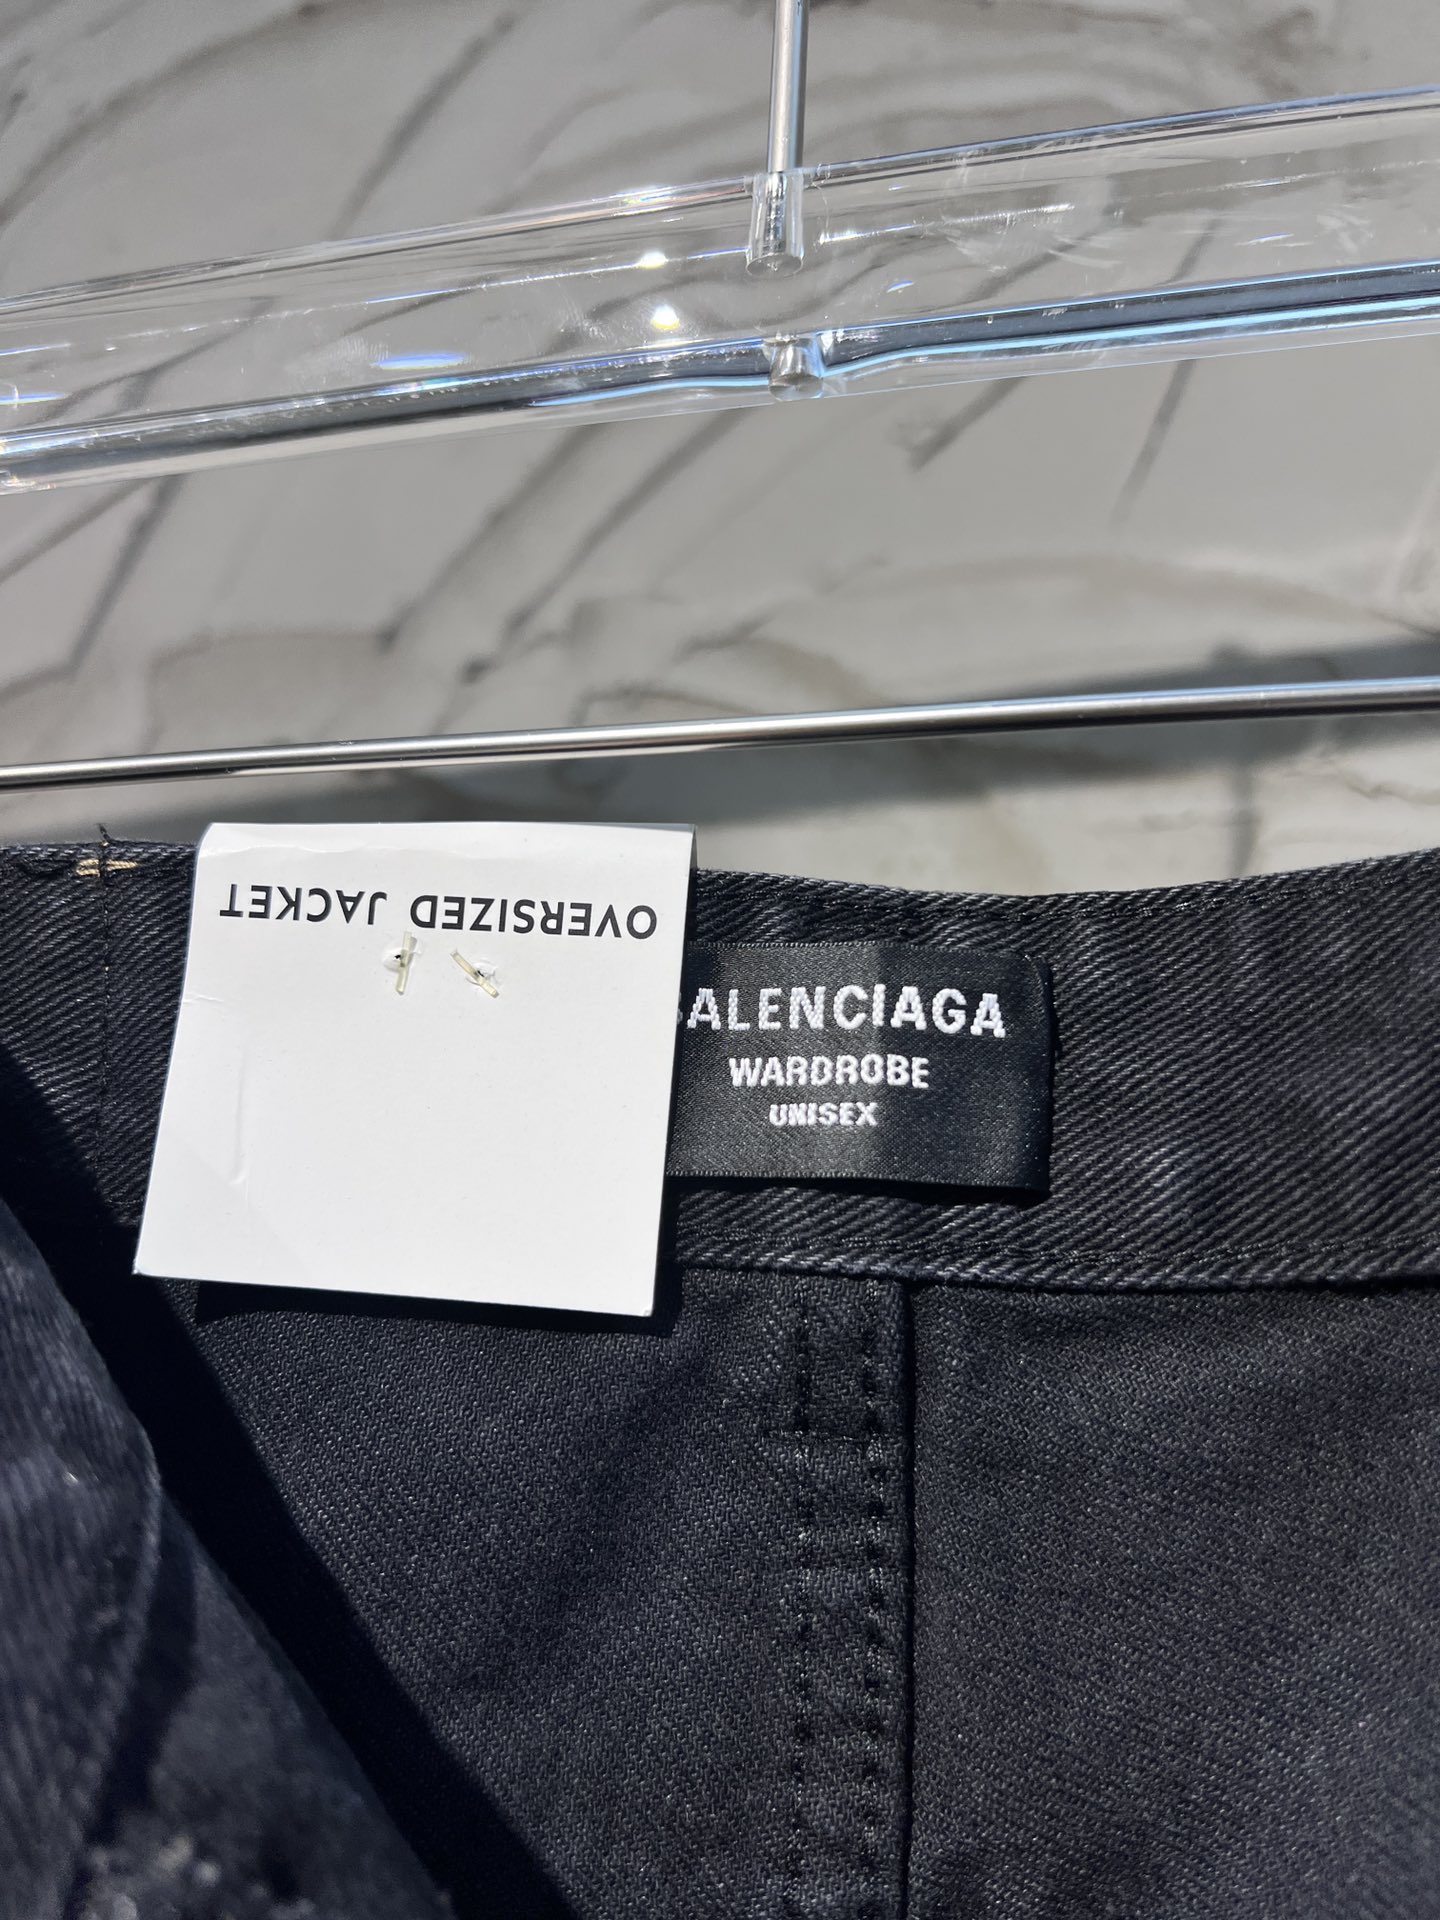 OVERSIZED JACKET
BALENCIAGA
WARDROBE
UNISEX